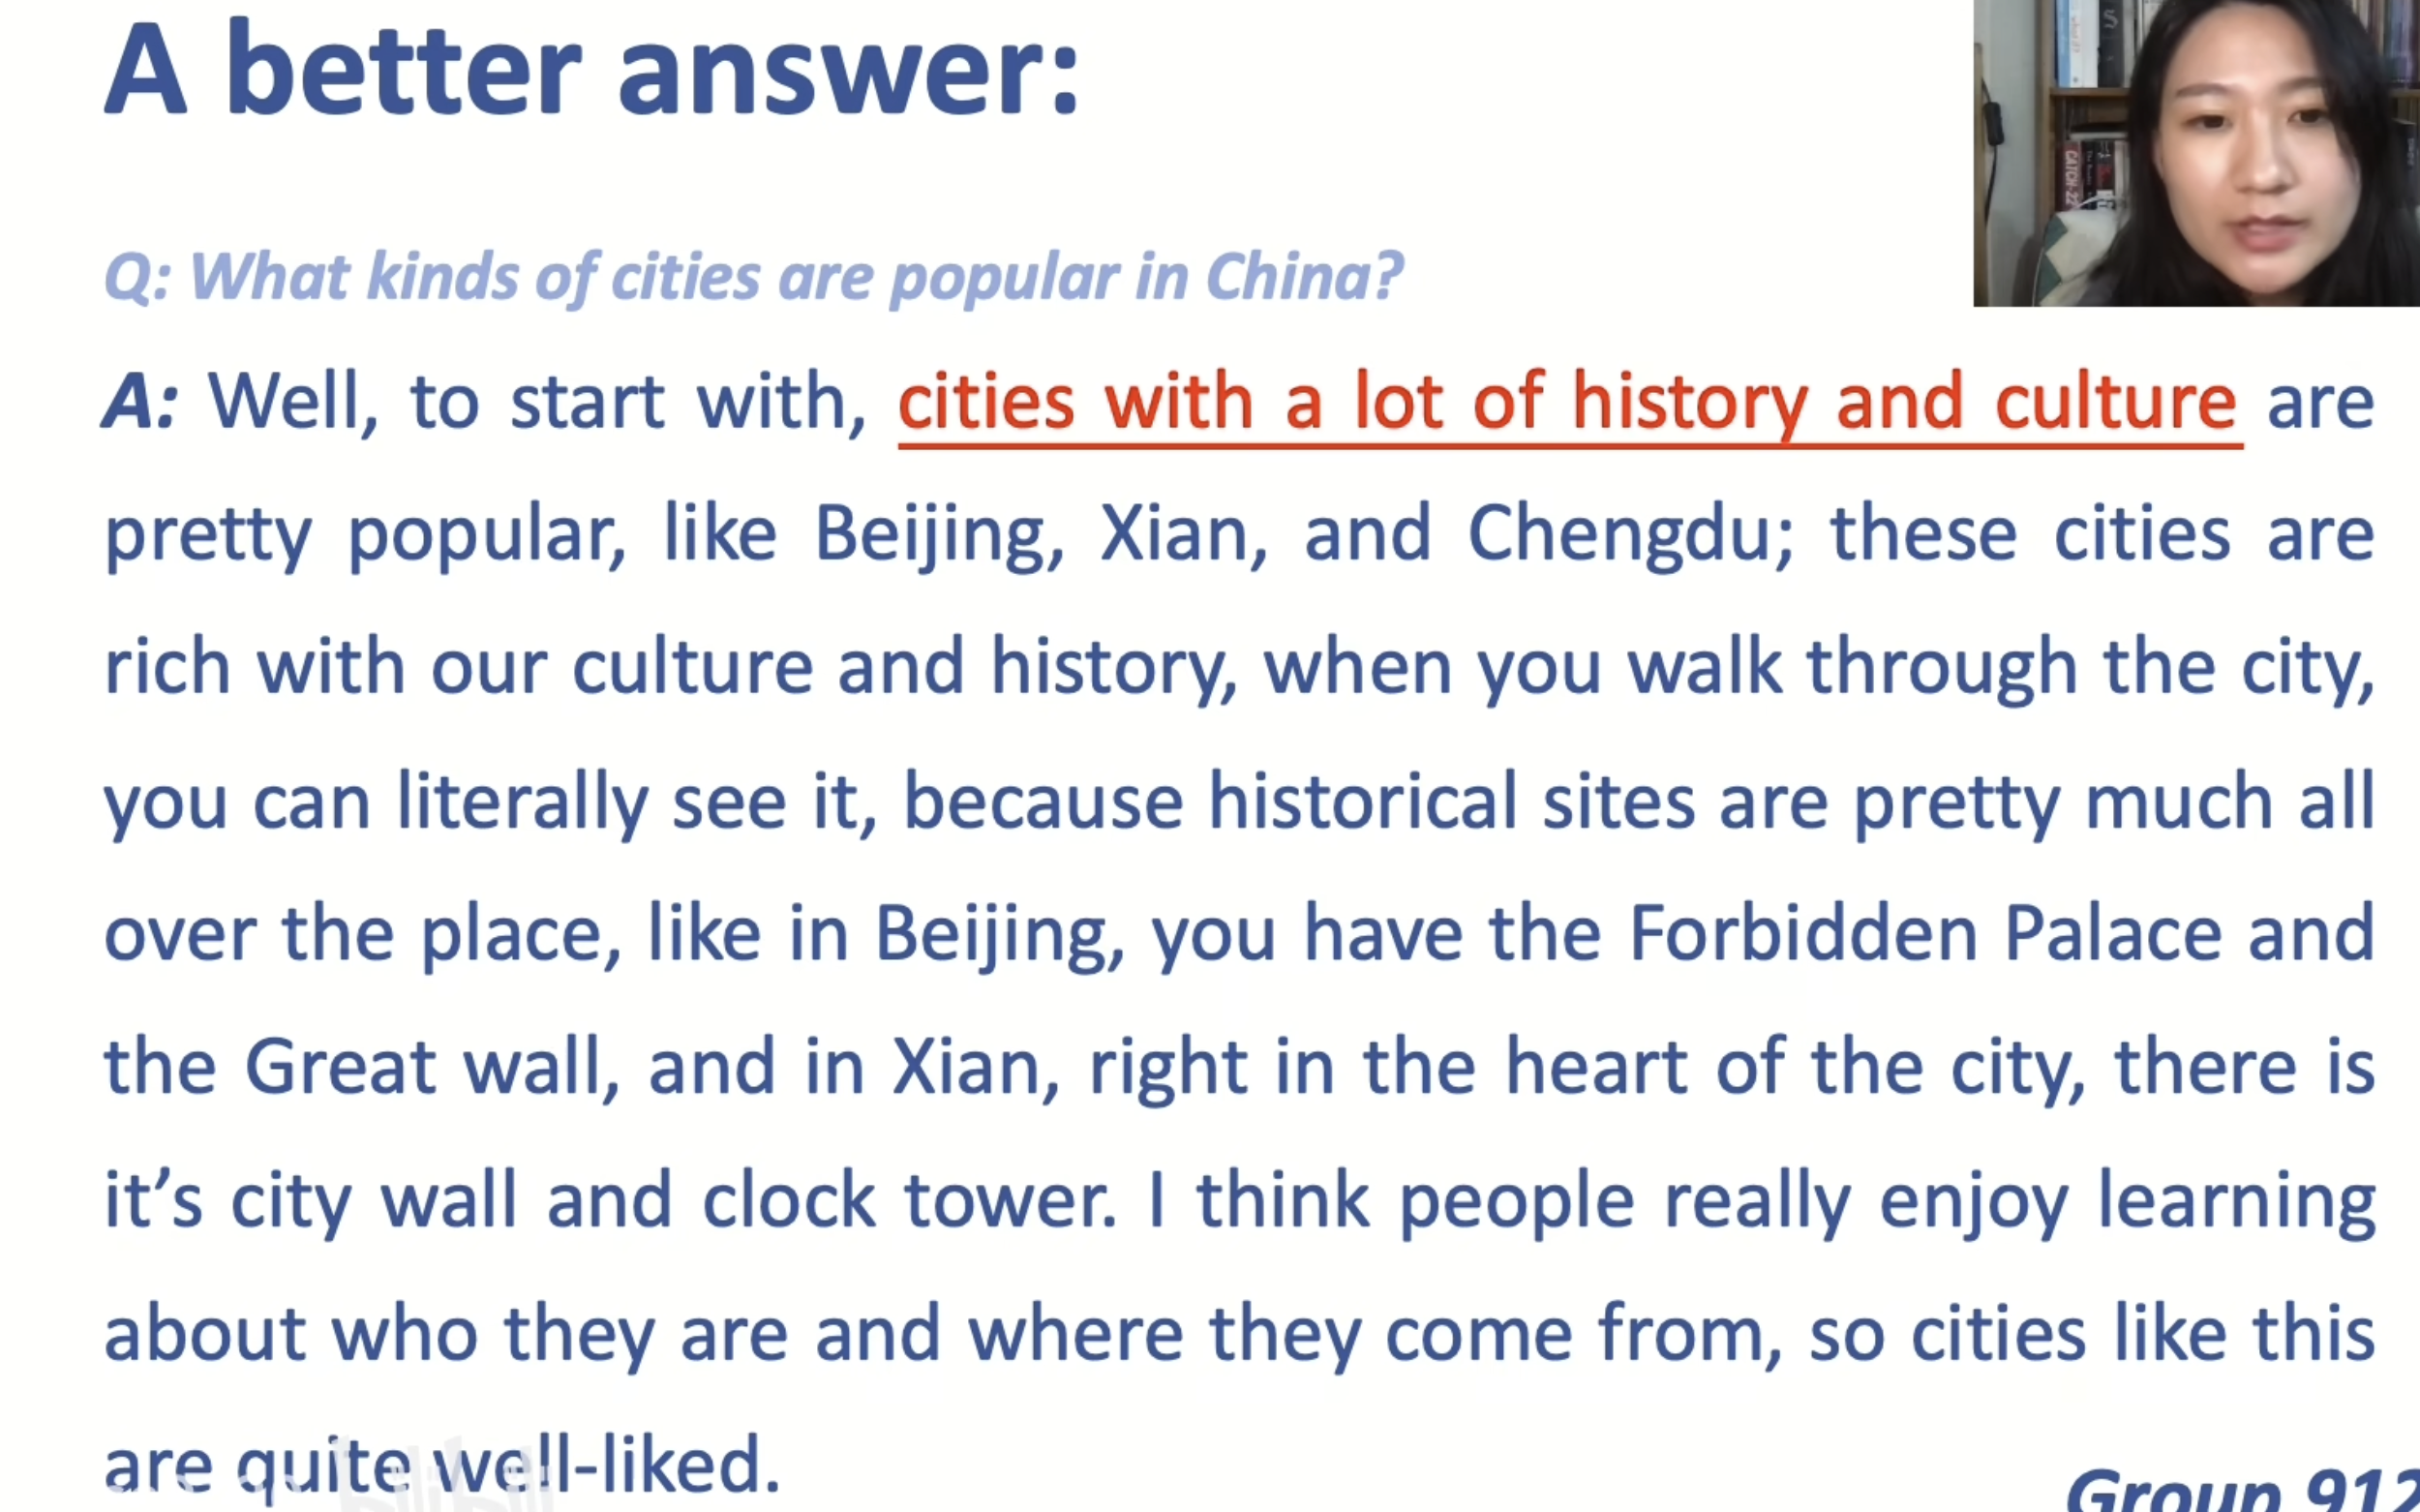 A better answer:
CATCH-22
Q: What kinds of cities are popular in China?
A: Well, to start with, cities with a lot of history and culture are
pretty popular, like Beijing, Xian, and Chengdu; these cities are
rich with our culture and history, when you walk through the city,
you can literally see it, because historical sites are pretty much all
over the place, like in Beijing, you have the Forbidden Palace and
the Great wall, and in Xian, right in the heart of the city, there is
it’s city wall and clock tower. I think people really enjoy learning
about who they are and where they come from, so cities like this
are quite well-liked.
bilibili
Group 912